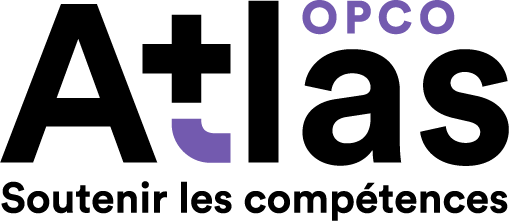 OPCO
Atlas
Soutenir les compétences